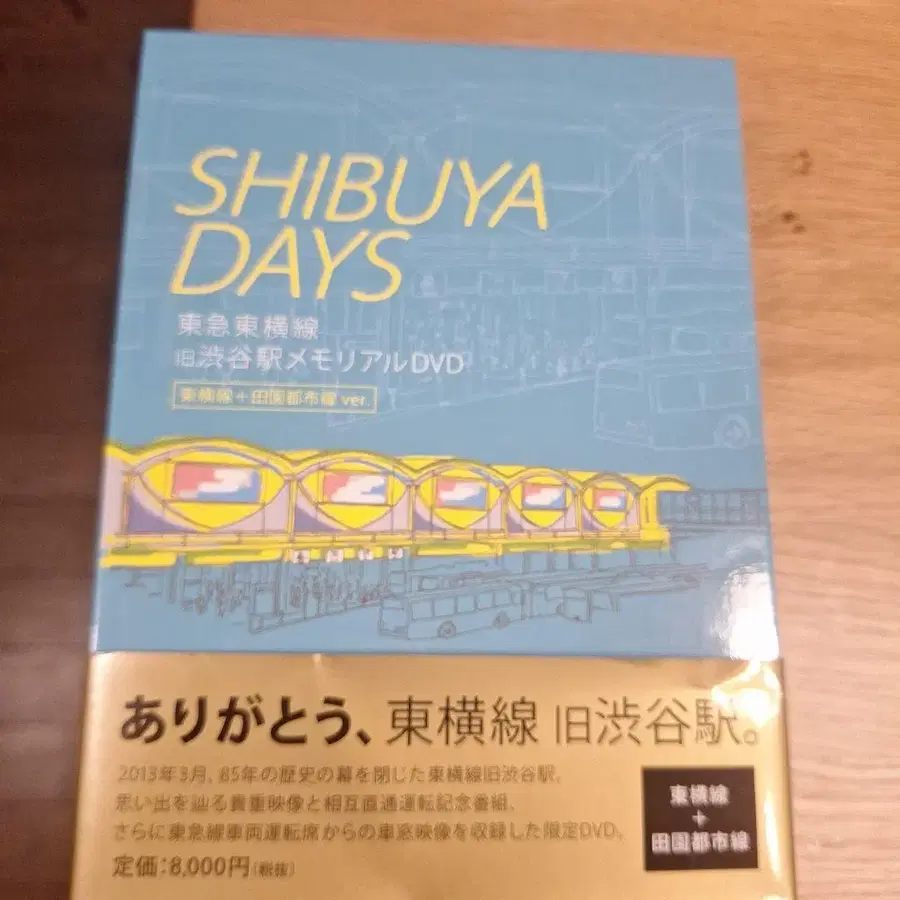 SHIBUYA
DAYS
東急東横線
旧渋谷駅メモリアルDVD
東横線+田園都市線 ver.
ありがとう、東横線 旧渋谷駅。
2013年3月、85年の歴史の幕を閉じた東横線旧渋谷駅。
思い出を辿る貴重映像と相互直通運転記念番組、
さらに東急線車両運転席からの車窓映像を収録した限定DVD。
定価:8,000円(税抜)
東横線
+
田園都市線